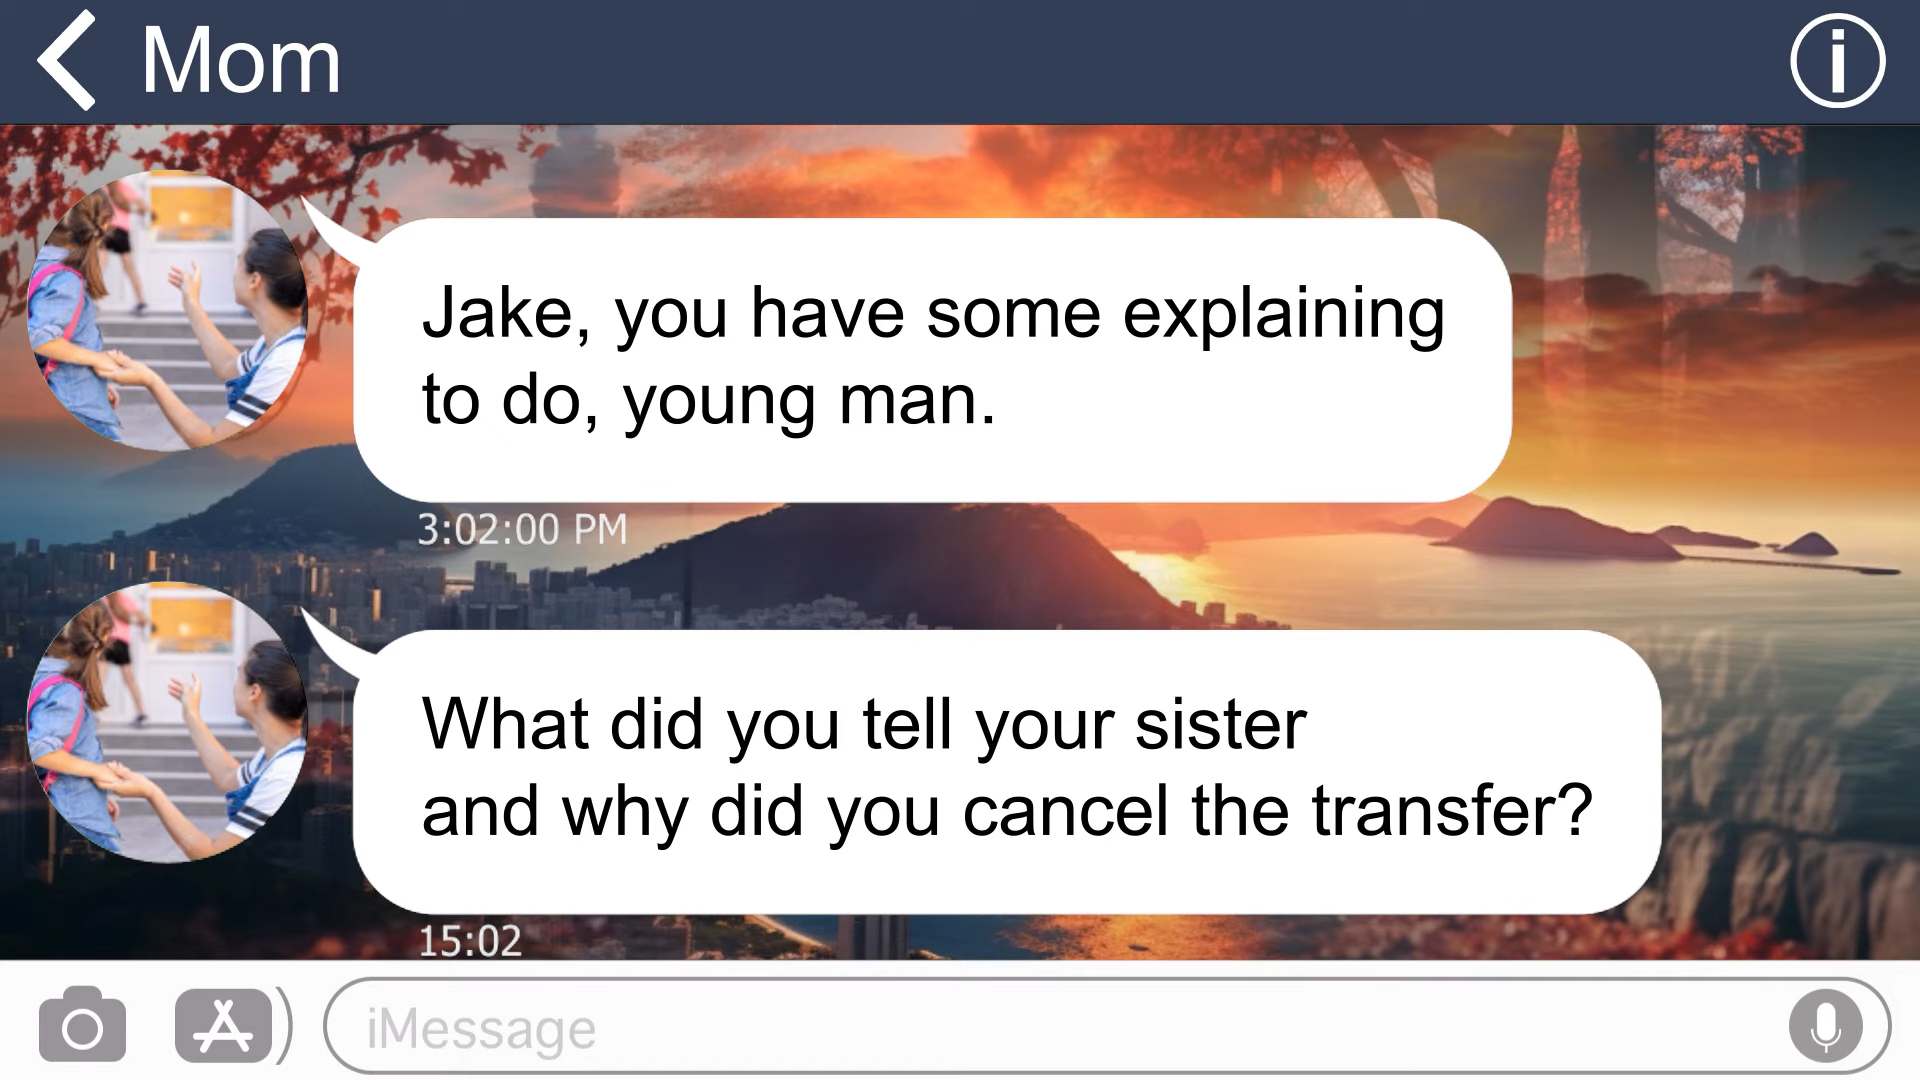 Mom
Jake, you have some explaining
to do, young man.
3:02:00 PM
What did you tell your sister
and why did you cancel the transfer?
15:02
iMessage